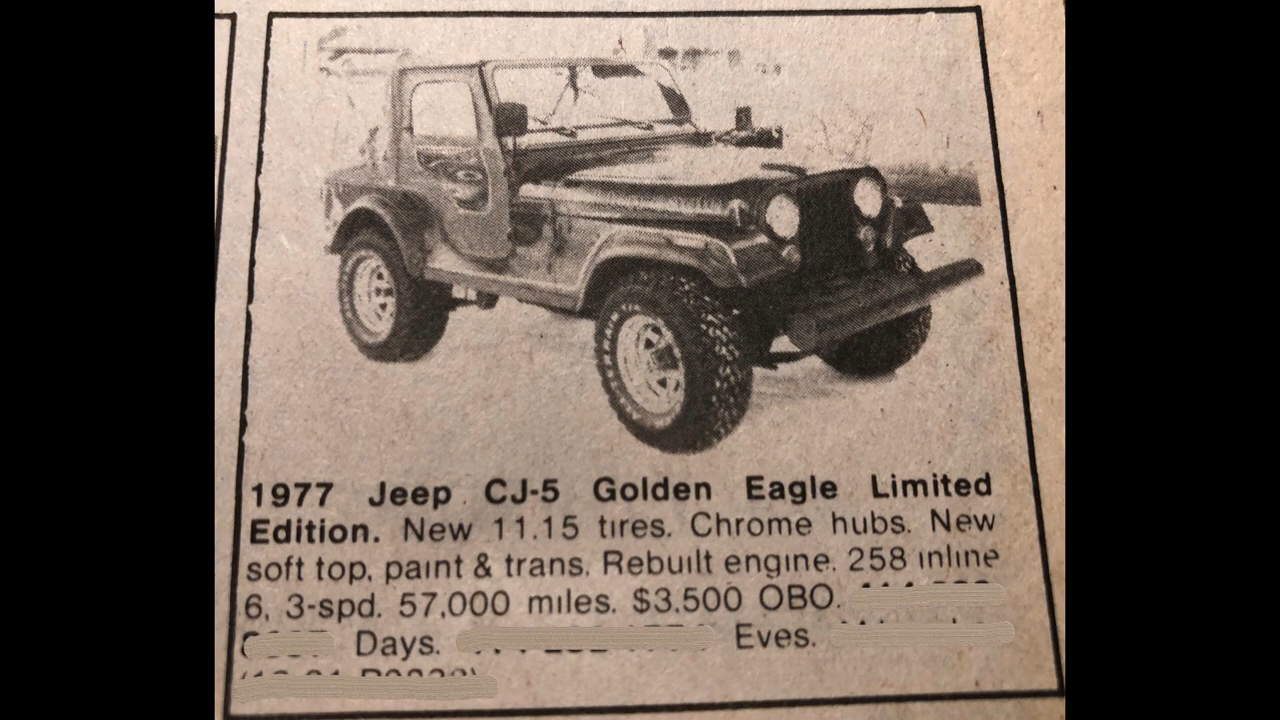 1977 Jeep CJ-5 Golden Eagle Limited
Edition. New 11.15 tires. Chrome hubs. New
soft top, paint & trans. Rebuilt engine. 258 inline
6, 3-spd. 57,000 miles. $3,500 OBO.
Days. Eves.